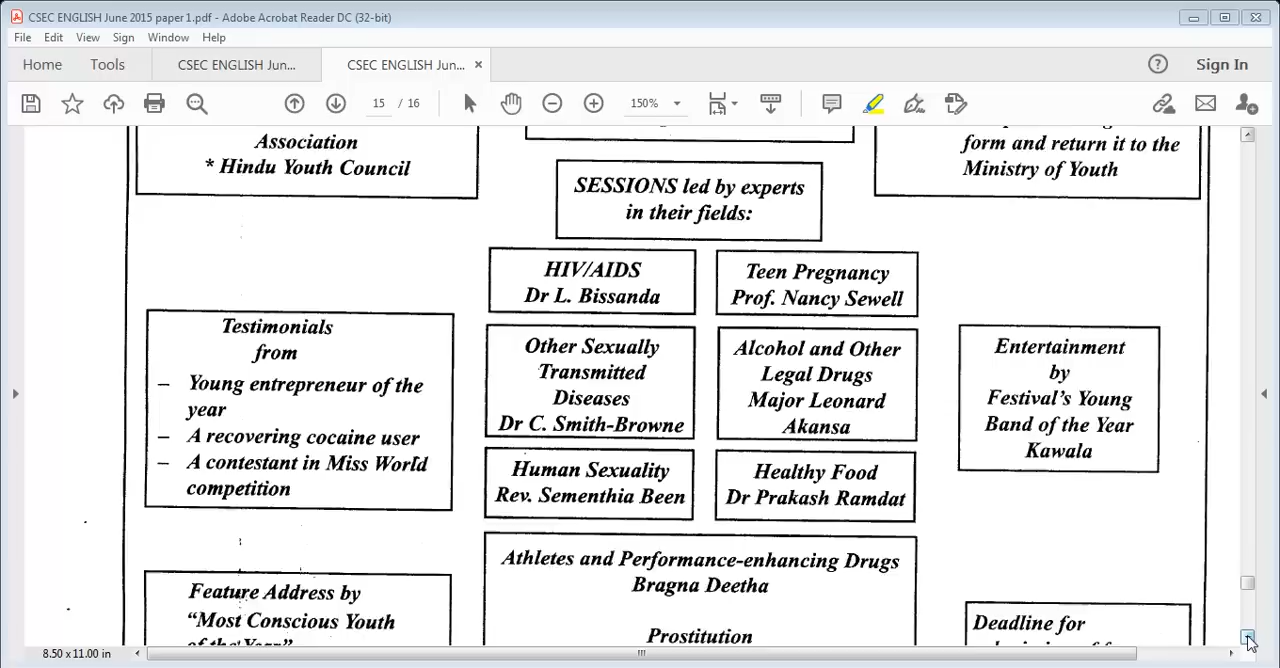 CSEC ENGLISH June 2015 paper 1.pdf - Adobe Acrobat Reader DC (32-bit)
File Edit View Sign Window Help
Home Tools CSEC ENGLISH Jun... CSEC ENGLISH Jun... ×
Sign In
15 / 16 150%
Association
* Hindu Youth Council
form and return it to the
Ministry of Youth
SESSIONS led by experts
in their fields:
HIV/AIDS
Dr L. Bissanda
Teen Pregnancy
Prof. Nancy Sewell
Testimonials
from
– Young entrepreneur of the
year
– A recovering cocaine user
– A contestant in Miss World
competition
Other Sexually
Transmitted
Diseases
Dr C. Smith-Browne
Alcohol and Other
Legal Drugs
Major Leonard
Akansa
Entertainment
by
Festival's Young
Band of the Year
Kawala
Human Sexuality
Rev. Sementhia Been
Healthy Food
Dr Prakash Ramdat
Athletes and Performance-enhancing Drugs
Bragna Deetha
Prostitution
Feature Address by
"Most Conscious Youth
of the Year"
Deadline for
8.50 x 11.00 in